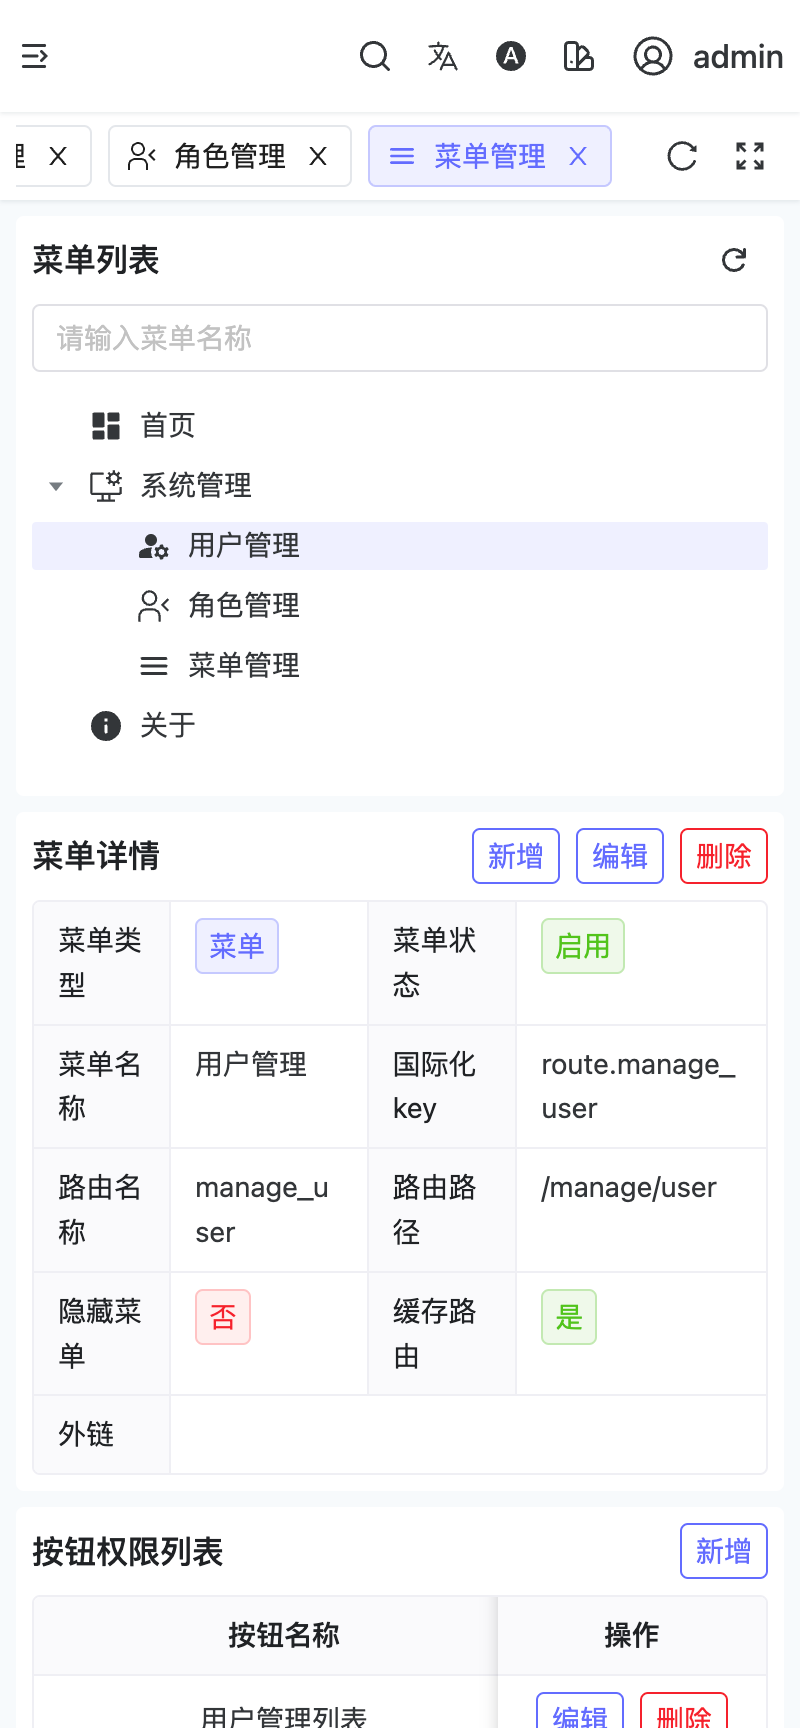 admin
理 X 角色管理 X 菜单管理 X
菜单列表
请输入菜单名称
首页
系统管理
用户管理
角色管理
菜单管理
关于
菜单详情 新增 编辑 删除
菜单类型 菜单 菜单状态 启用
菜单名称 用户管理 国际化key route.manage_user
路由名称 manage_user 路由路径 /manage/user
隐藏菜单 否 缓存路由 是
外链
按钮权限列表 新增
按钮名称 操作
用户管理列表 编辑 删除